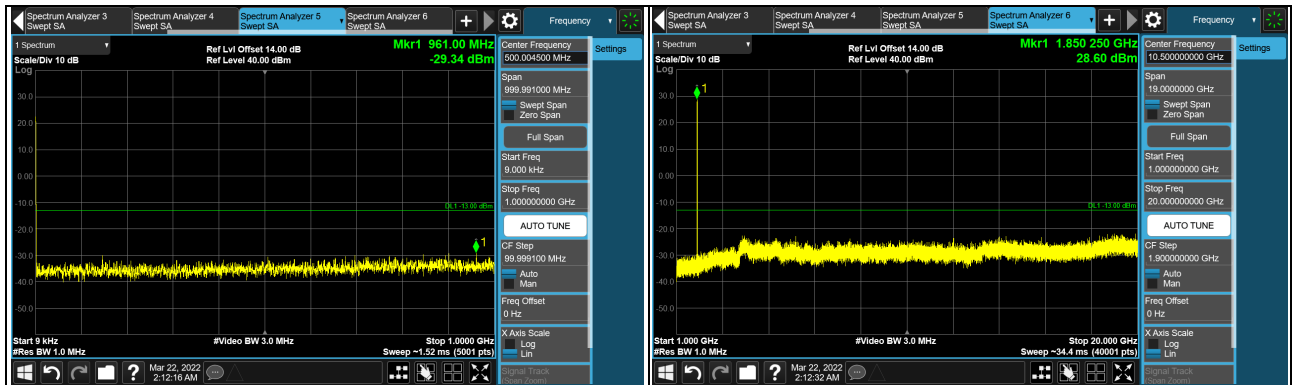 Spectrum Analyzer 3
Swept SA
Spectrum Analyzer 4
Swept SA
Spectrum Analyzer 5
Swept SA
Spectrum Analyzer 6
Swept SA
+
Frequency
1 Spectrum
Scale/Div 10 dB
Log
Ref Lvl Offset 14.00 dB
Ref Level 40.00 dBm
Mkr1 961.00 MHz
-29.34 dBm
30.0
20.0
10.0
0.00
-10.0
-20.0
-30.0
-40.0
-50.0
DL1 -13.00 dBm
1
Start 9 kHz
#Res BW 1.0 MHz
#Video BW 3.0 MHz
Stop 1.0000 GHz
Sweep ~1.52 ms (5001 pts)
Center Frequency
500.004500 MHz
Settings
Span
999.991000 MHz
Swept Span
Zero Span
Full Span
Start Freq
9.000 kHz
Stop Freq
1.000000000 GHz
AUTO TUNE
CF Step
99.999100 MHz
Auto
Man
Freq Offset
0 Hz
X Axis Scale
Log
Lin
Signal Track
(Span Zoom)
?
Mar 22, 2022
2:12:16 AM
Spectrum Analyzer 3
Swept SA
Spectrum Analyzer 4
Swept SA
Spectrum Analyzer 5
Swept SA
Spectrum Analyzer 6
Swept SA
+
Frequency
1 Spectrum
Scale/Div 10 dB
Log
Ref Lvl Offset 14.00 dB
Ref Level 40.00 dBm
Mkr1 1.850 250 GHz
28.60 dBm
1
30.0
20.0
10.0
0.00
-10.0
-20.0
-30.0
-40.0
-50.0
DL1 -13.00 dBm
Start 1.000 GHz
#Res BW 1.0 MHz
#Video BW 3.0 MHz
Stop 20.000 GHz
Sweep ~34.4 ms (40001 pts)
Center Frequency
10.500000000 GHz
Settings
Span
19.0000000 GHz
Swept Span
Zero Span
Full Span
Start Freq
1.000000000 GHz
Stop Freq
20.000000000 GHz
AUTO TUNE
CF Step
1.900000000 GHz
Auto
Man
Freq Offset
0 Hz
X Axis Scale
Log
Lin
Signal Track
(Span Zoom)
?
Mar 22, 2022
2:12:32 AM